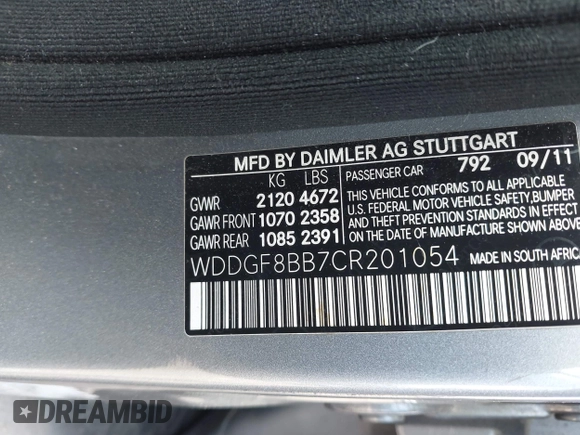 MFD BY DAIMLER AG STUTTGART
KG LBS PASSENGER CAR 792 09/11
GVWR 2120 4672
GAWR FRONT 1070 2358
GAWR REAR 1085 2391
THIS VEHICLE CONFORMS TO ALL APPLICABLE
U.S. FEDERAL MOTOR VEHICLE SAFETY, BUMPER
AND THEFT PREVENTION STANDARDS IN EFFECT
ON THE DATE OF MANUFACTURE SHOWN ABOVE.
WDDGF8BB7CR201054
MADE IN SOUTH
DREAMBID